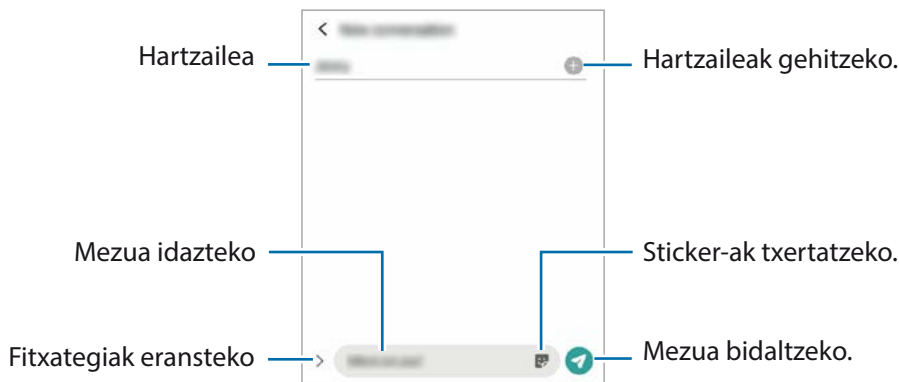 Hartzailea
Hartzaileak gehitzeko.
Mezua idazteko
Sticker-ak txertatzeko.
Fitxategiak eransteko
Mezua bidaltzeko.